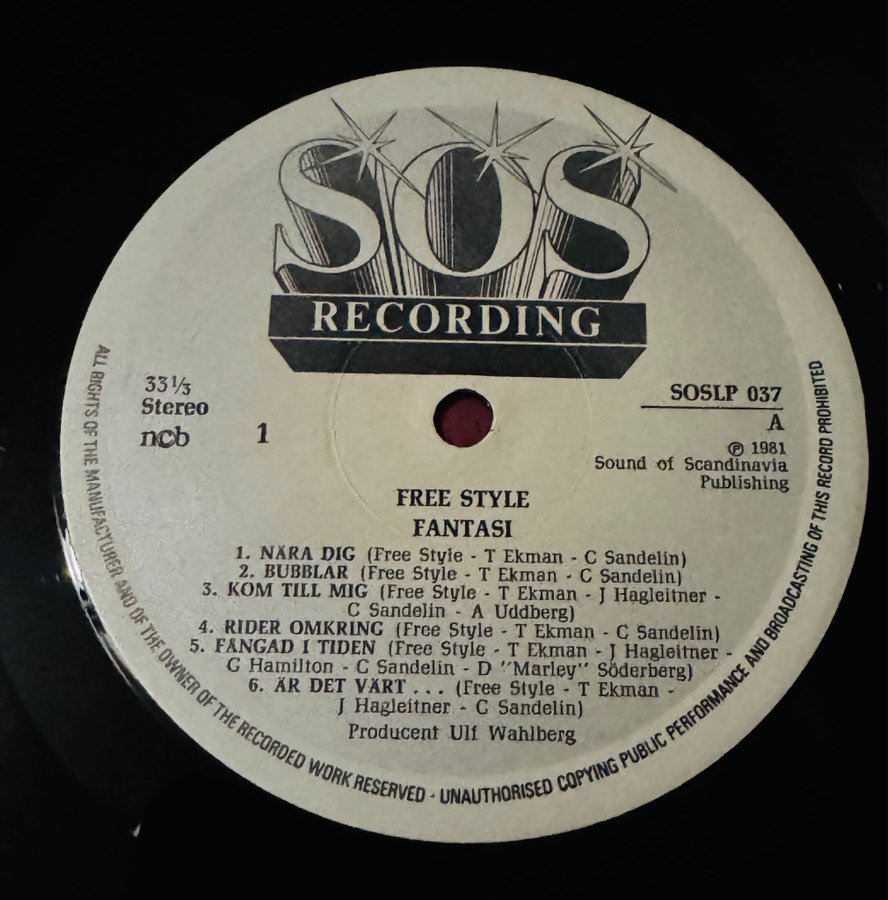 SOS
RECORDING
33⅓
Stereo
ncb
1
SOSLP 037
A
℗ 1981
Sound of Scandinavia
Publishing
FREE STYLE
FANTASI
1. NÄRA DIG (Free Style - T Ekman - C Sandelin)
2. BUBBLAR (Free Style - T Ekman - C Sandelin)
3. KOM TILL MIG (Free Style - T Ekman - J Hagleitner -
C Sandelin - A Uddberg)
4. RIDER OMKRING (Free Style - T Ekman - C Sandelin)
5. FÅNGAD I TIDEN (Free Style - T Ekman - J Hagleitner -
G Hamilton - C Sandelin - D "Marley" Söderberg)
6. ÄR DET VÄRT . . . (Free Style - T Ekman -
J Hagleitner - C Sandelin)
Producent Ulf Wahlberg
ALL RIGHTS OF THE MANUFACTURER AND OF THE OWNER OF THE RECORDED WORK RESERVED - UNAUTHORISED COPYING PUBLIC PERFORMANCE AND BROADCASTING OF THIS RECORD PROHIBITED